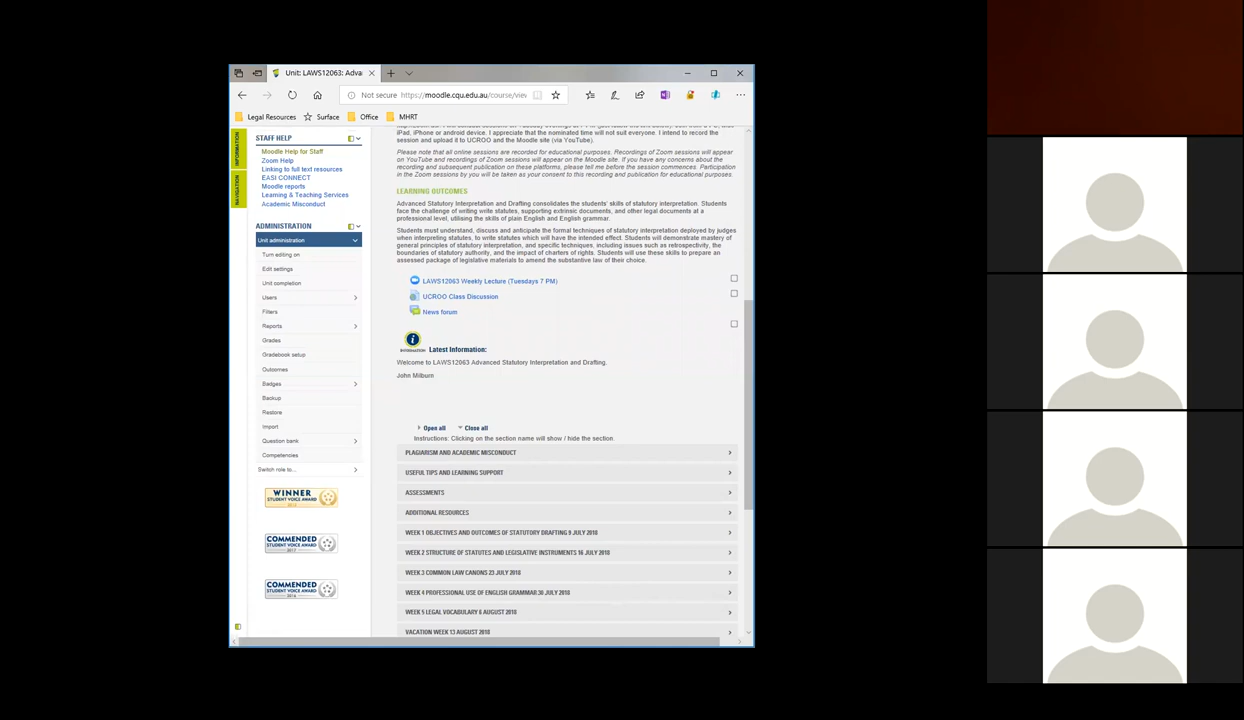 Unit: LAWS12063: Adva
Not secure https://moodle.cqu.edu.au/course/view
Legal Resources
Surface
Office
MHRT
INFORMATION
NAVIGATION
STAFF HELP
Moodle Help for Staff
Zoom Help
Linking to full text resources
EASI CONNECT
Moodle reports
Learning & Teaching Services
Academic Misconduct
ADMINISTRATION
Unit administration
Turn editing on
Edit settings
Unit completion
Users
Filters
Reports
Grades
Gradebook setup
Outcomes
Badges
Backup
Restore
Import
Question bank
Competencies
Switch role to...
WINNER
STUDENT VOICE AWARD
COMMENDED
STUDENT VOICE AWARD
2017
COMMENDED
STUDENT VOICE AWARD
iPad, iPhone or android device. I appreciate that the nominated time will not suit everyone. I intend to record the
session and upload it to UCROO and the Moodle site (via YouTube).
Please note that all online sessions are recorded for educational purposes. Recordings of Zoom sessions will appear
on YouTube and recordings of Zoom sessions will appear on the Moodle site. If you have any concerns about the
recording and subsequent publication on these platforms, please tell me before the session commences. Participation
in the Zoom sessions by you will be taken as your consent to this recording and publication for educational purposes.
LEARNING OUTCOMES
Advanced Statutory Interpretation and Drafting consolidates the students' skills of statutory interpretation. Students
face the challenge of writing write statutes, supporting extrinsic documents, and other legal documents at a
professional level, utilising the skills of plain English and English grammar.
Students must understand, discuss and anticipate the formal techniques of statutory interpretation deployed by judges
when interpreting statutes, to write statutes which will have the intended effect. Students will demonstrate mastery of
general principles of statutory interpretation, and specific techniques, including issues such as retrospectivity, the
boundaries of statutory authority, and the impact of charters of rights. Students will use these skills to prepare an
assessed package of legislative materials to amend the substantive law of their choice.
LAWS12063 Weekly Lecture (Tuesdays 7 PM)
UCROO Class Discussion
News forum
INFORMATION
Latest Information:
Welcome to LAWS12063 Advanced Statutory Interpretation and Drafting.
John Milburn
Open all Close all
Instructions: Clicking on the section name will show / hide the section.
PLAGIARISM AND ACADEMIC MISCONDUCT
USEFUL TIPS AND LEARNING SUPPORT
ASSESSMENTS
ADDITIONAL RESOURCES
WEEK 1 OBJECTIVES AND OUTCOMES OF STATUTORY DRAFTING 9 JULY 2018
WEEK 2 STRUCTURE OF STATUTES AND LEGISLATIVE INSTRUMENTS 16 JULY 2018
WEEK 3 COMMON LAW CANONS 23 JULY 2018
WEEK 4 PROFESSIONAL USE OF ENGLISH GRAMMAR 30 JULY 2018
WEEK 5 LEGAL VOCABULARY 6 AUGUST 2018
VACATION WEEK 13 AUGUST 2018